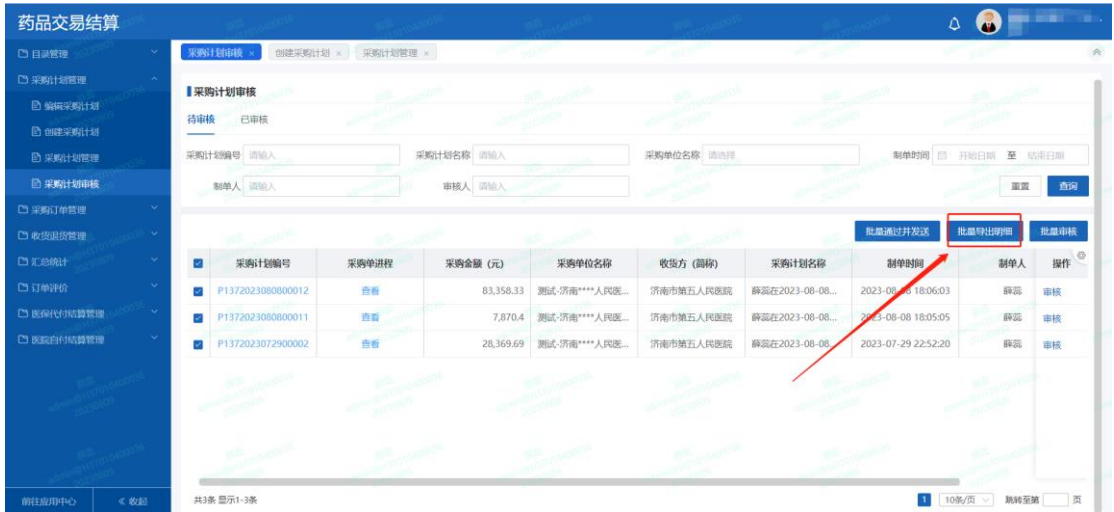 药品交易结算
目录管理
采购计划管理
编辑采购计划
创建采购计划
采购计划管理
采购计划审核
采购订单管理
收货退货管理
汇总统计
订单评价
医保代付结算管理
医院自付结算管理
前往应用中心 收起
采购计划审核 × 创建采购计划 × 采购计划管理 ×
采购计划审核
待审核 已审核
采购计划编号 请输入 采购计划名称 请输入 采购单位名称 请选择 制单时间 开始日期 至 结束日期
制单人 请输入 审核人 请输入 重置 查询
批量通过并发送 批量导出明细 批量审核
采购计划编号 采购单进程 采购金额（元） 采购单位名称 收货方（简称） 采购计划名称 制单时间 制单人 操作
P1372023080800012 查看 83,358.33 测试-济南****人民医... 济南市第五人民医院 薛蕊在2023-08-08... 2023-08-08 18:06:03 薛蕊 审核
P1372023080800011 查看 7,870.4 测试-济南****人民医... 济南市第五人民医院 薛蕊在2023-08-08... 2023-08-08 18:05:05 薛蕊 审核
P1372023072900002 查看 28,369.69 测试-济南****人民医... 济南市第五人民医院 薛蕊在2023-08-08... 2023-07-29 22:52:20 薛蕊 审核
共3条 显示1-3条 1 10条/页 跳转至第 页